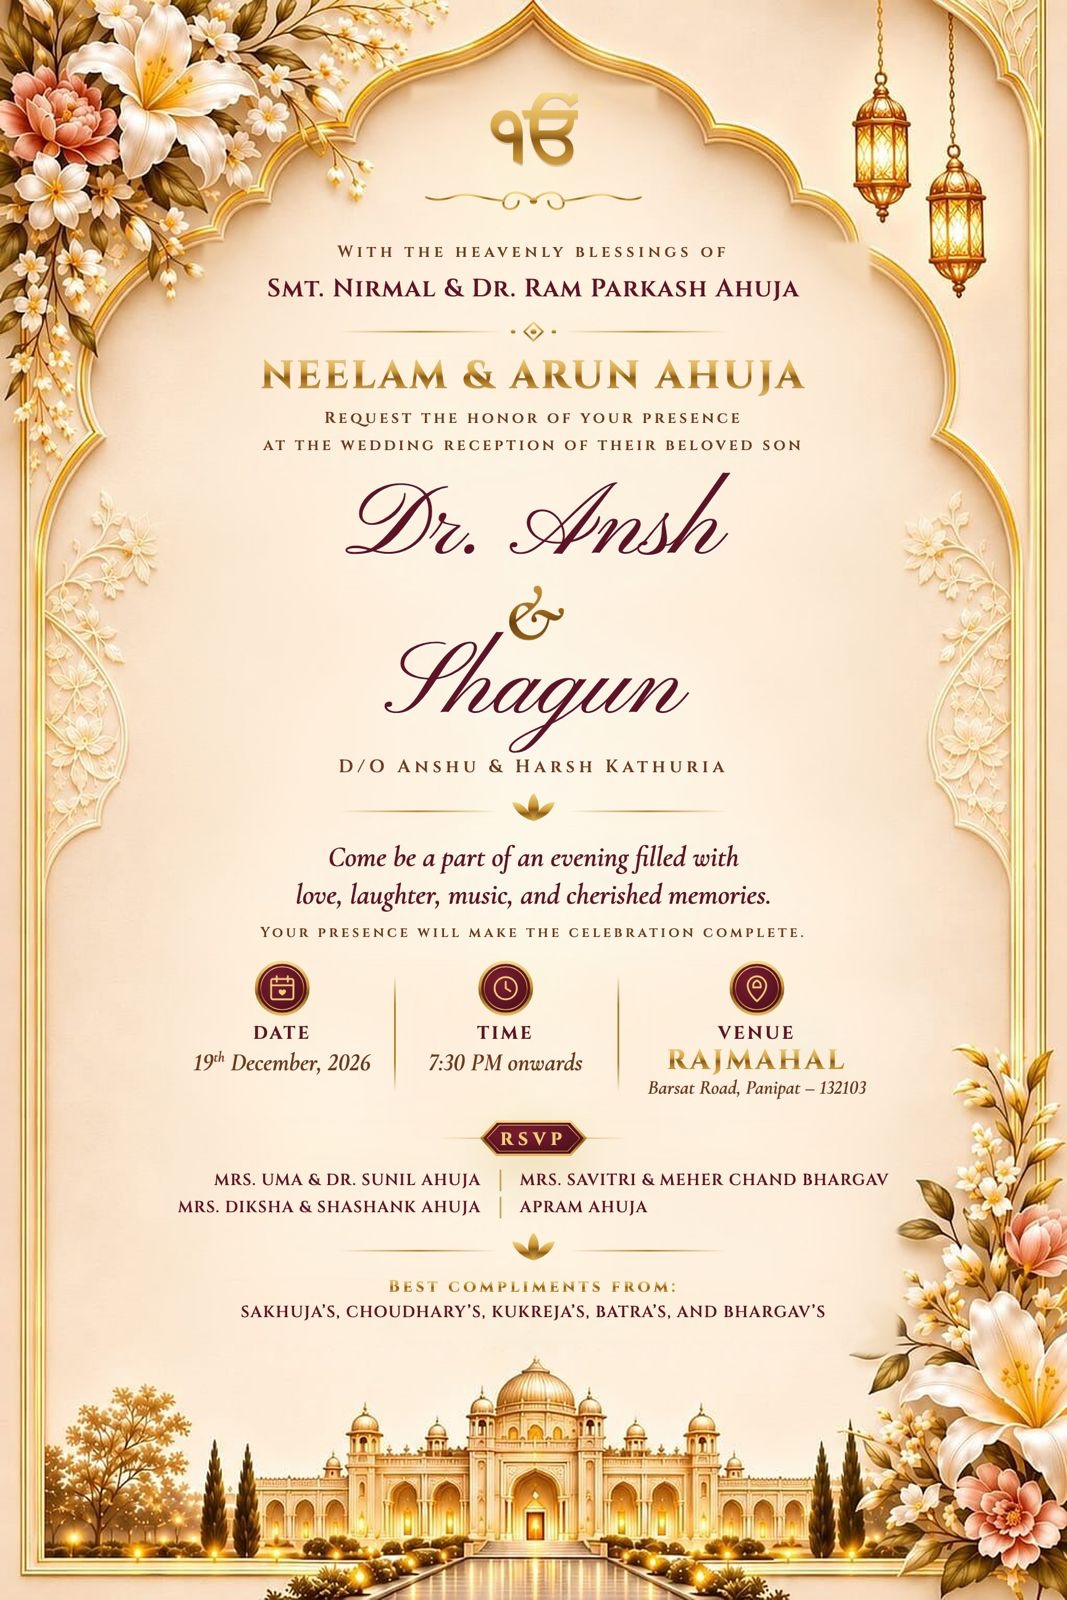 ੴ
With the heavenly blessings of
Smt. Nirmal & Dr. Ram Parkash Ahuja
NEELAM & ARUN AHUJA
Request the honor of your presence
at the wedding reception of their beloved son
Dr. Ansh
&
Shagun
D/O Anshu & Harsh Kathuria
Come be a part of an evening filled with
love, laughter, music, and cherished memories.
Your presence will make the celebration complete.
DATE
19th December, 2026
TIME
7:30 PM onwards
VENUE
RAJMAHAL
Barsat Road, Panipat – 132103
RSVP
MRS. UMA & DR. SUNIL AHUJA
MRS. DIKSHA & SHASHANK AHUJA
MRS. SAVITRI & MEHER CHAND BHARGAV
APRAM AHUJA
Best compliments from:
SAKHUJA'S, CHOUDHARY'S, KUKREJA'S, BATRA'S, AND BHARGAV'S